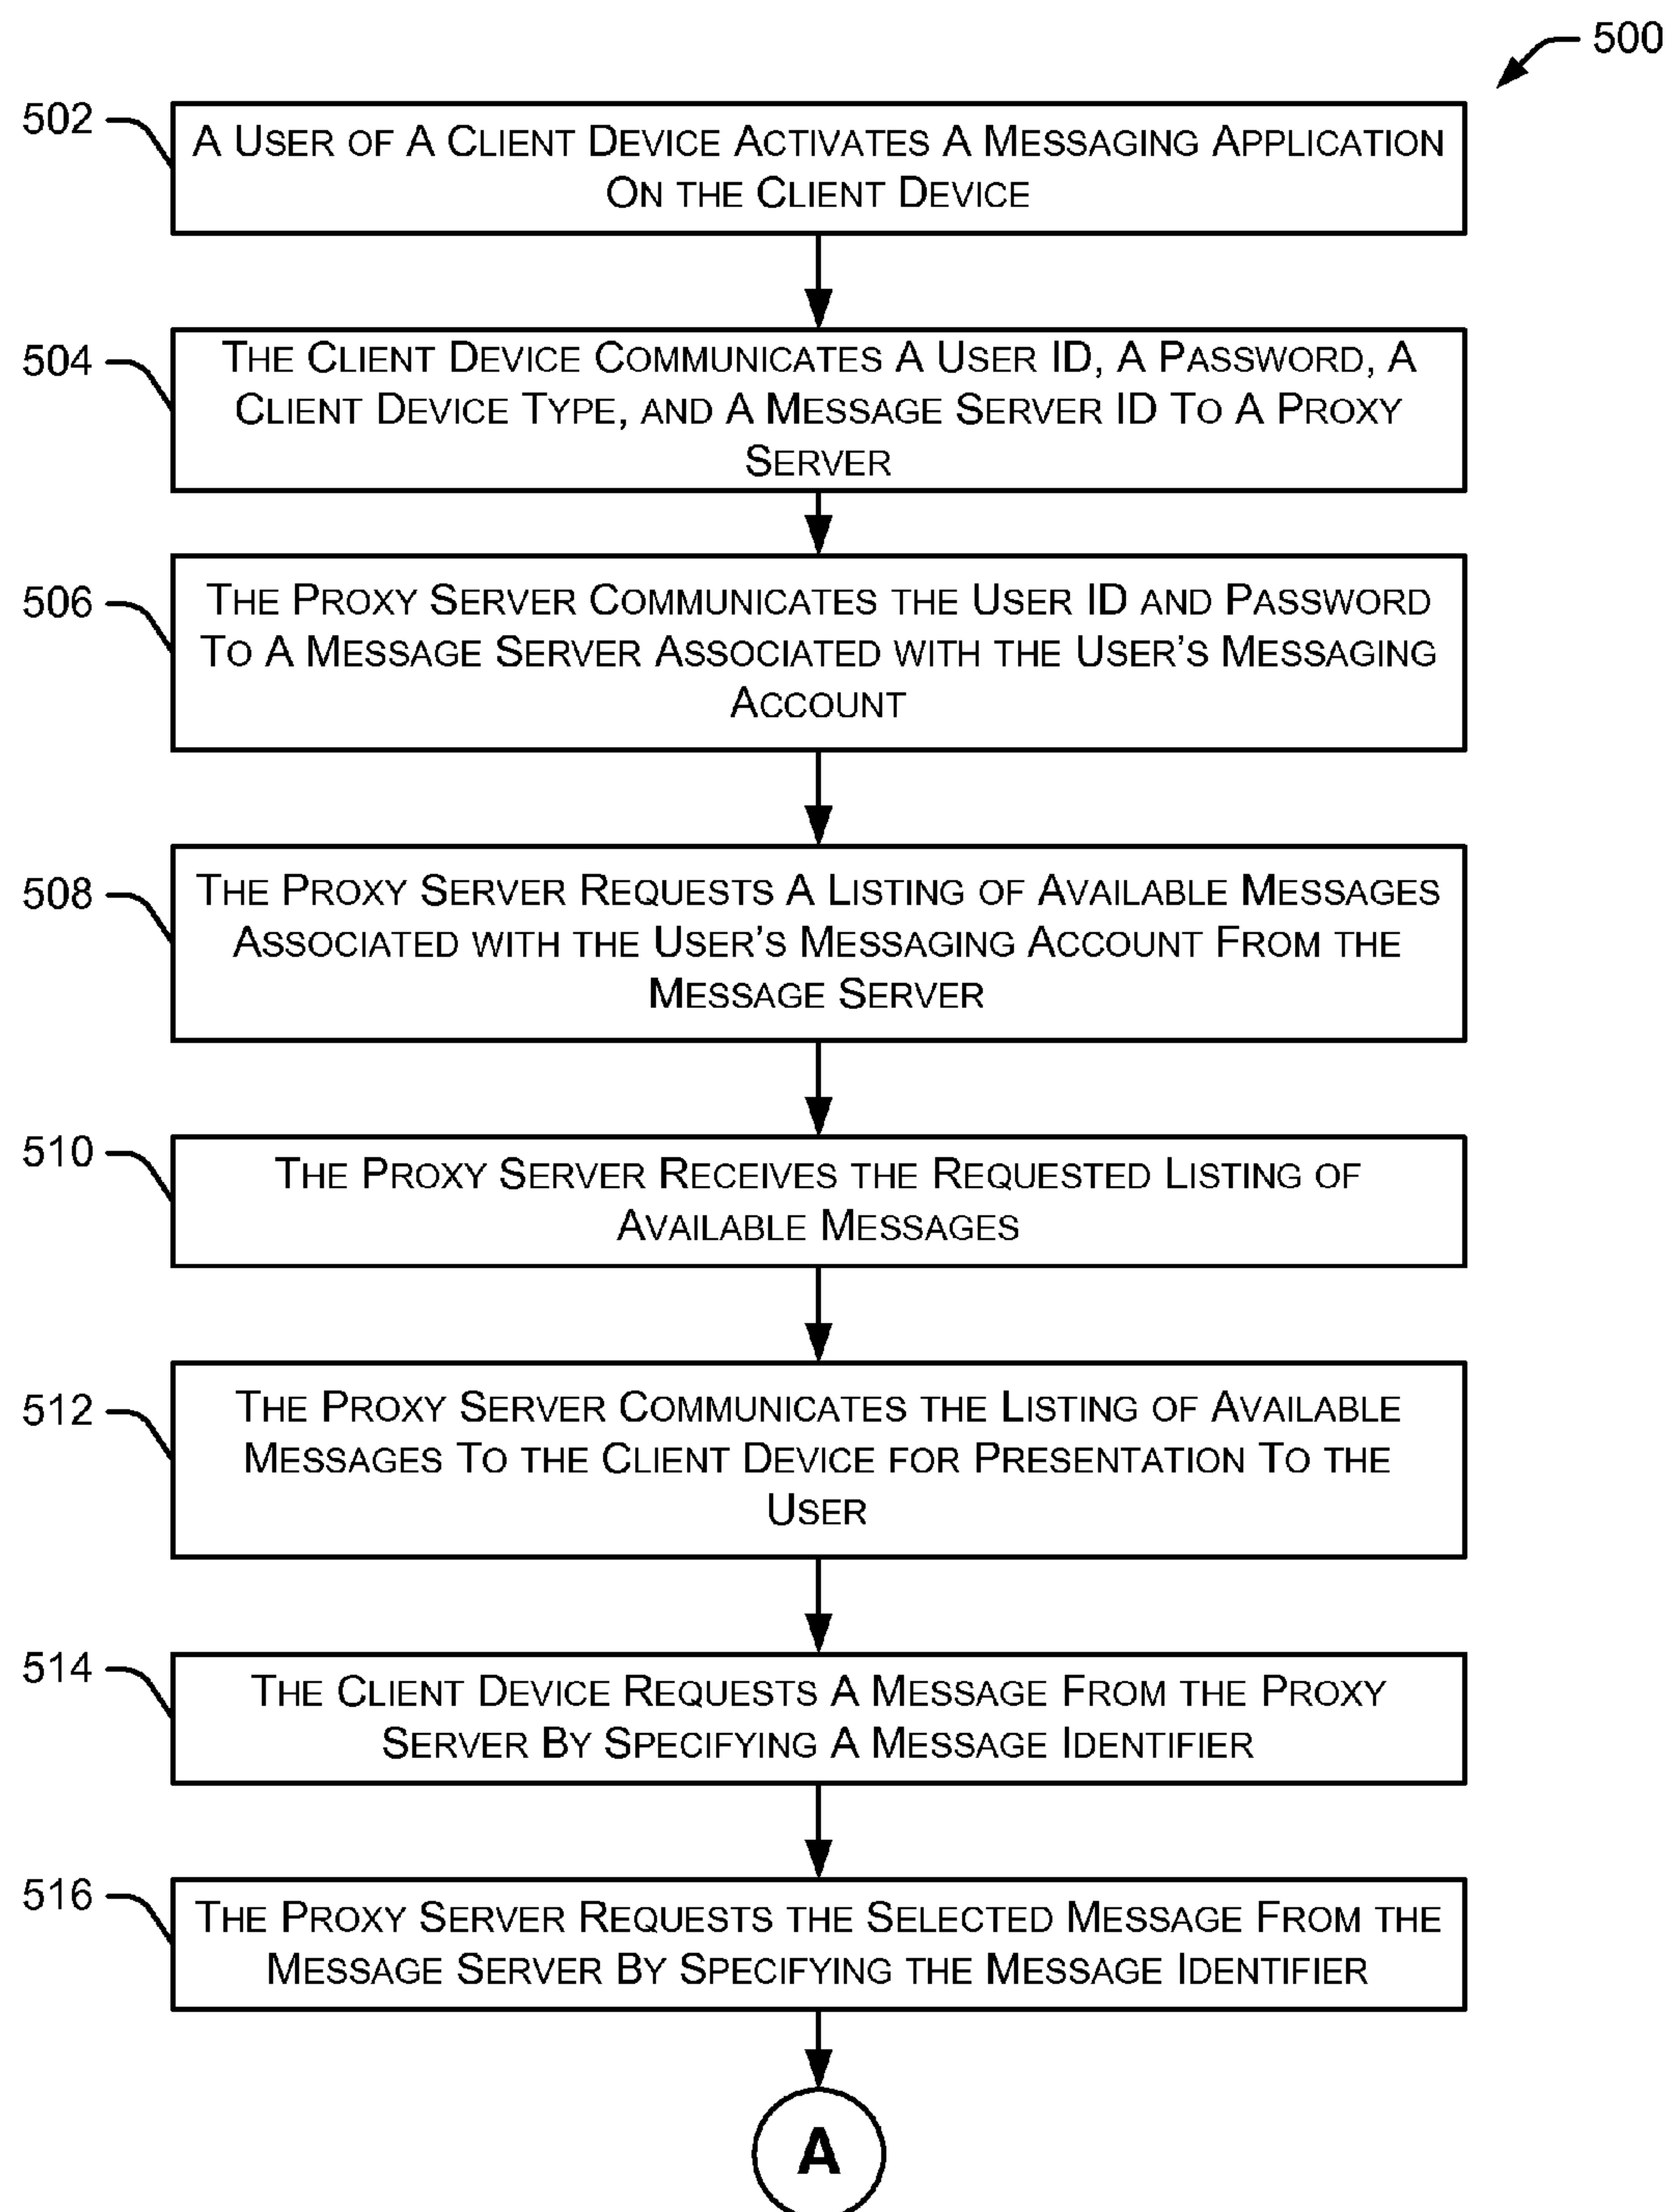 500
502
A User of A Client Device Activates A Messaging Application
On the Client Device
504
The Client Device Communicates A User ID, A Password, A
Client Device Type, and A Message Server ID To A Proxy
Server
506
The Proxy Server Communicates the User ID and Password
To A Message Server Associated with the User's Messaging
Account
508
The Proxy Server Requests A Listing of Available Messages
Associated with the User's Messaging Account From the
Message Server
510
The Proxy Server Receives the Requested Listing of
Available Messages
512
The Proxy Server Communicates the Listing of Available
Messages To the Client Device for Presentation To the
User
514
The Client Device Requests A Message From the Proxy
Server By Specifying A Message Identifier
516
The Proxy Server Requests the Selected Message From the
Message Server By Specifying the Message Identifier
A